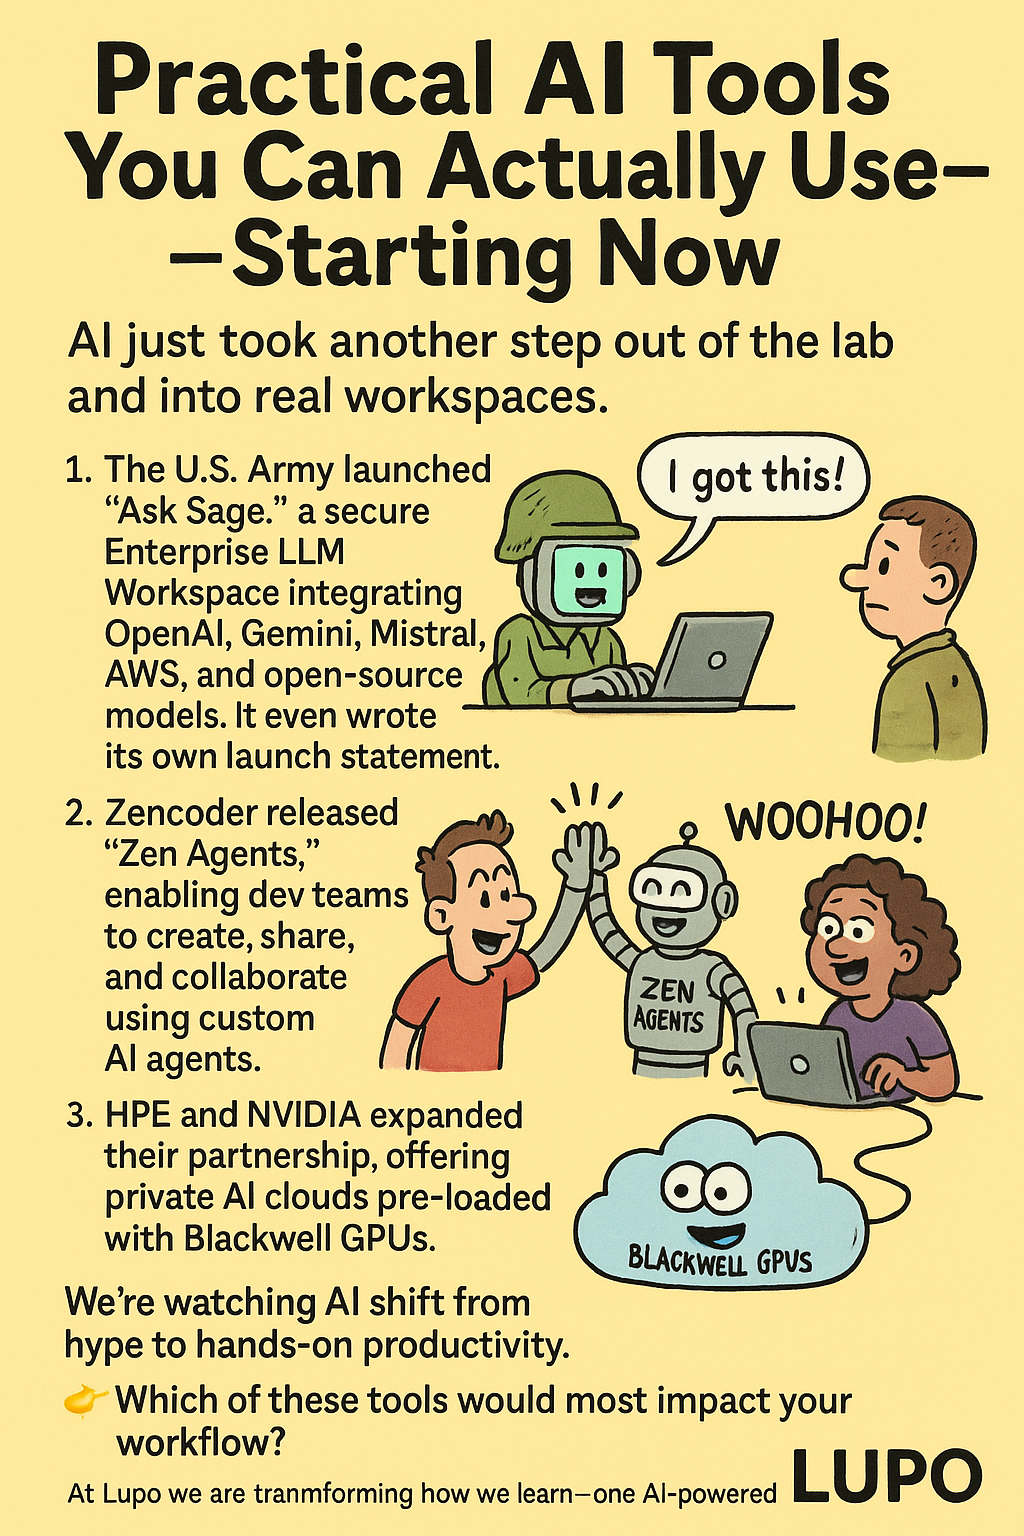 Practical AI Tools
You Can Actually Use—
—Starting Now
AI just took another step out of the lab
and into real workspaces.
1. The U.S. Army launched
“Ask Sage.” a secure
Enterprise LLM
Workspace integrating
OpenAI, Gemini, Mistral,
AWS, and open-source
models. It even wrote
its own launch statement.
I got this!
2. Zencoder released
“Zen Agents,”
enabling dev teams
to create, share,
and collaborate
using custom
AI agents.
WOOHOO!
ZEN
AGENTS
3. HPE and NVIDIA expanded
their partnership, offering
private AI clouds pre-loaded
with Blackwell GPUs.
BLACKWELL GPUS
We’re watching AI shift from
hype to hands-on productivity.
Which of these tools would most impact your
workflow?
At Lupo we are tranmforming how we learn—one AI-powered
LUPO